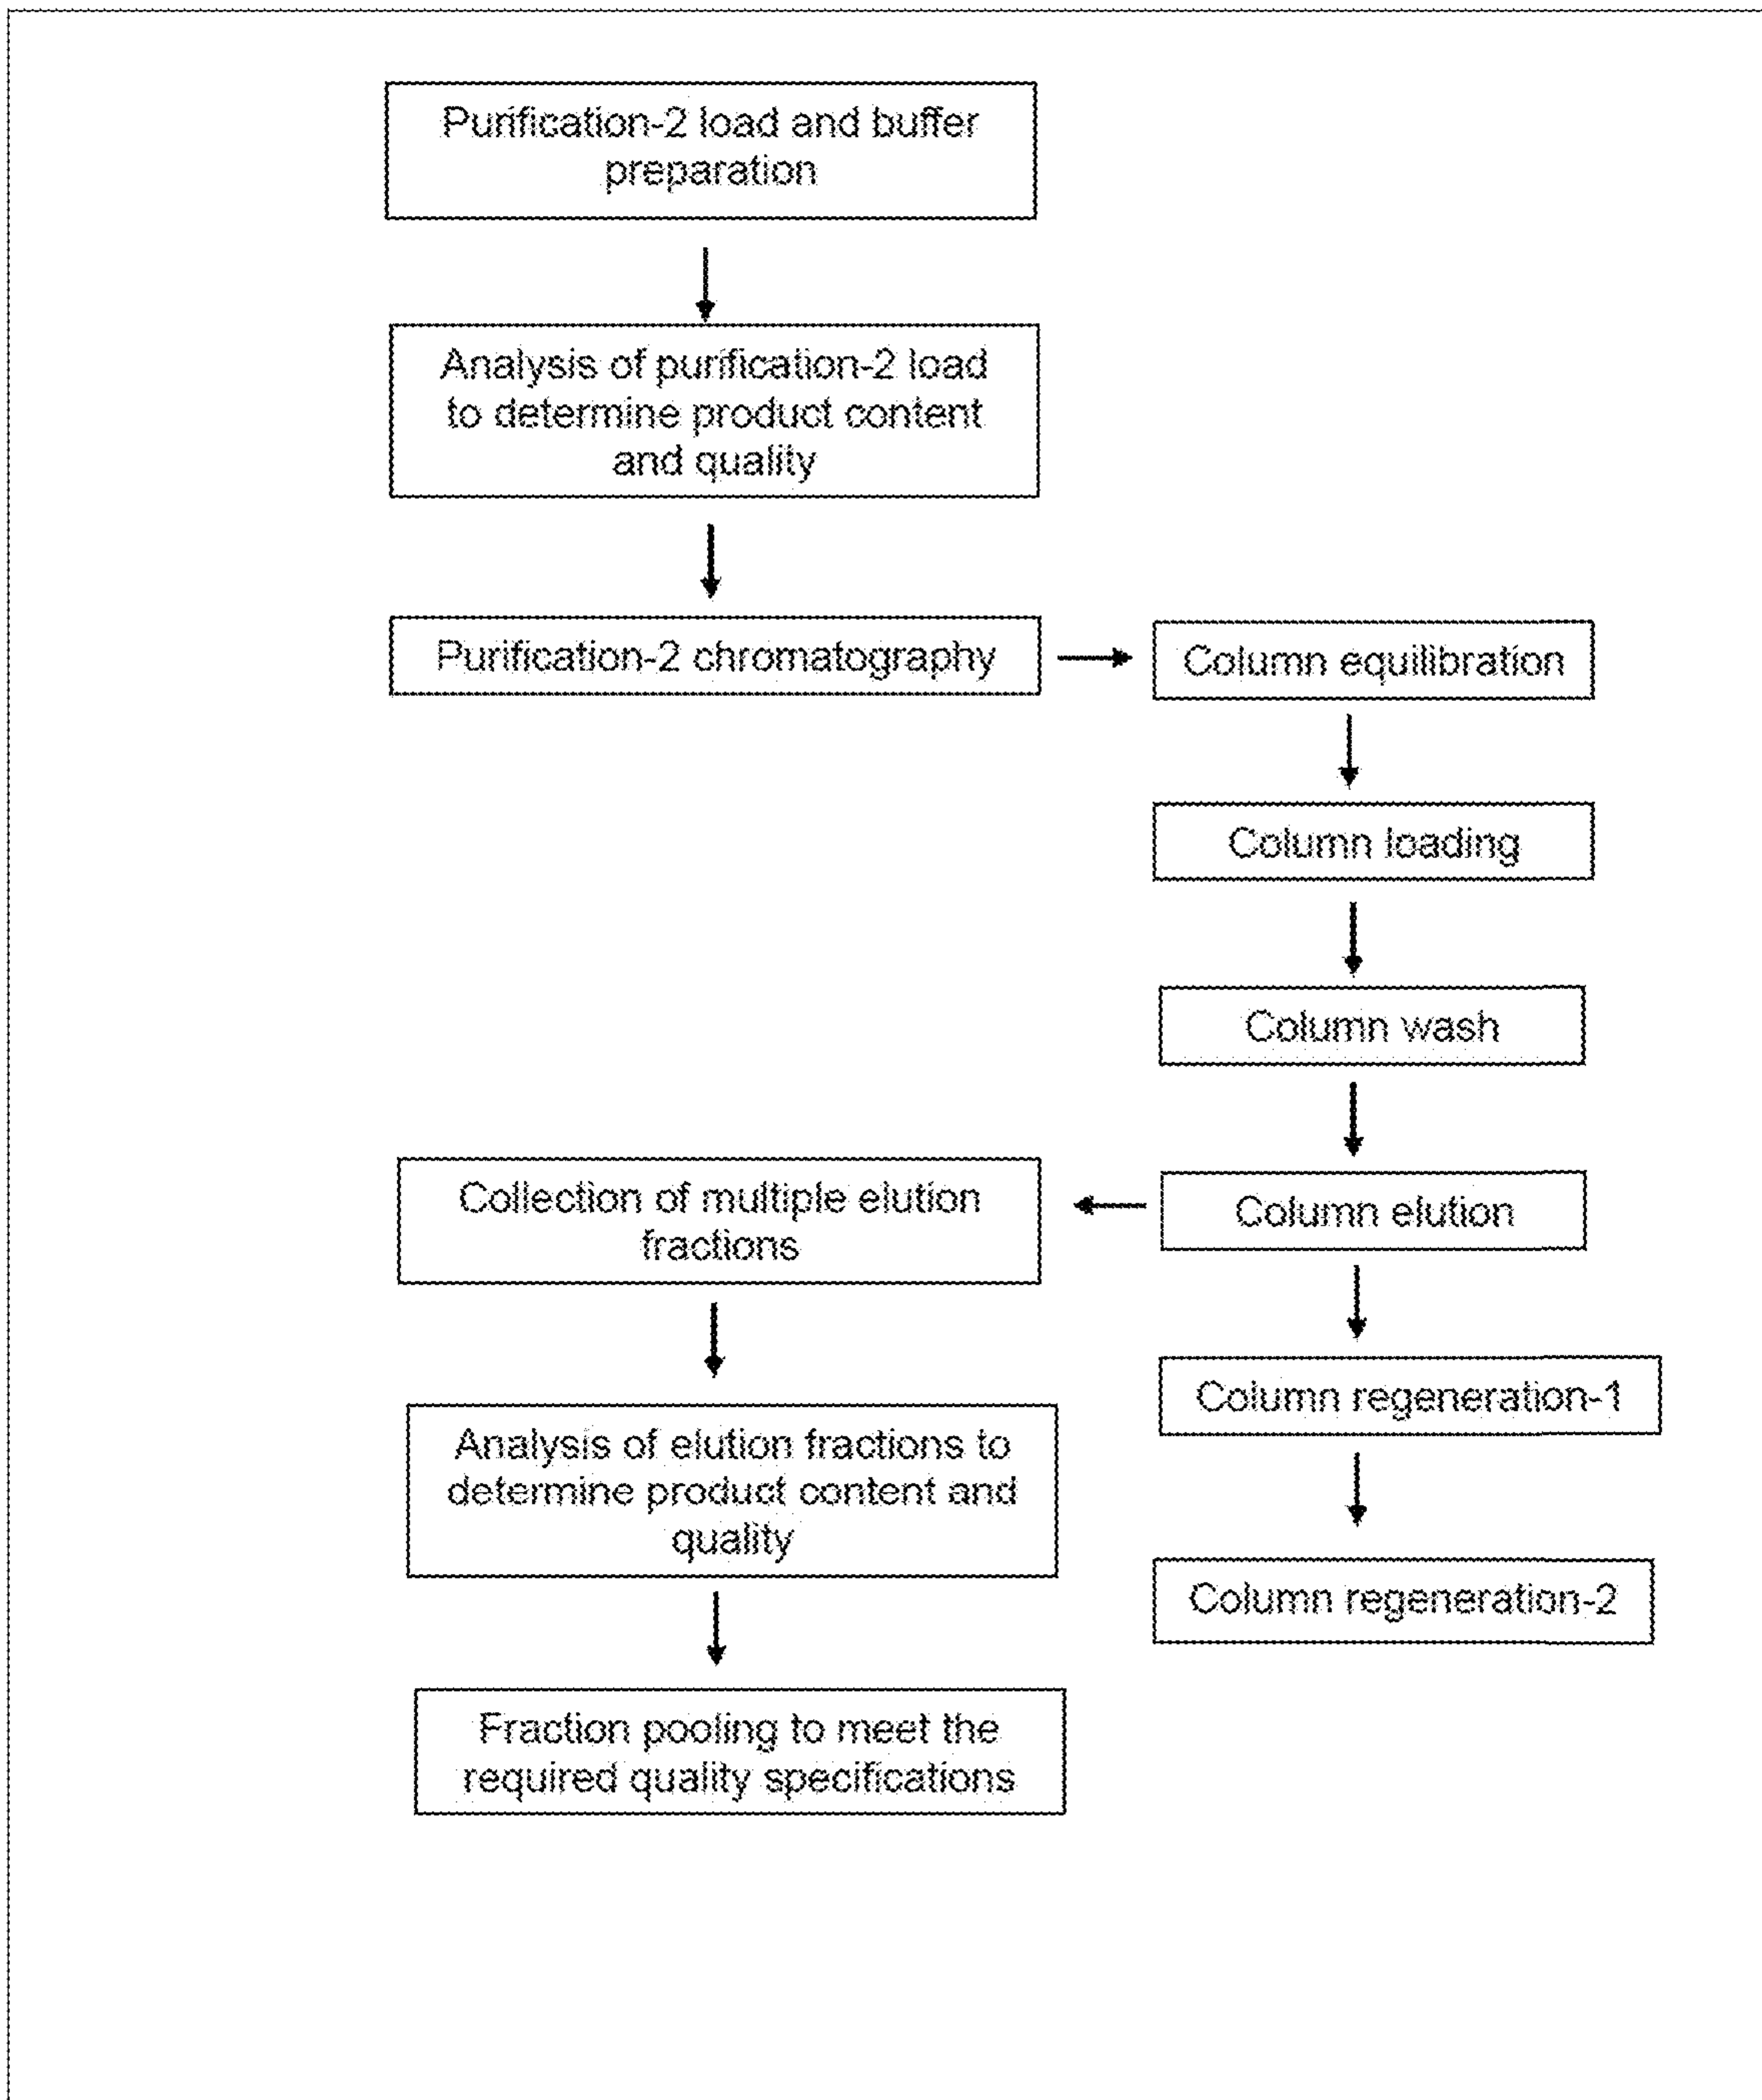 Purification-2 load and buffer
preparation
Analysis of purification-2 load
to determine product content
and quality
Purification-2 chromatography
Column equilibration
Column loading
Column wash
Column elution
Collection of multiple elution
fractions
Column regeneration-1
Analysis of elution fractions to
determine product content and
quality
Column regeneration-2
Fraction pooling to meet the
required quality specifications